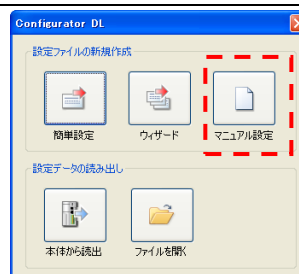 Configurator DL
設定ファイルの新規作成
簡単設定 ウィザード マニュアル設定
設定データの読み出し
本体から読出 ファイルを開く